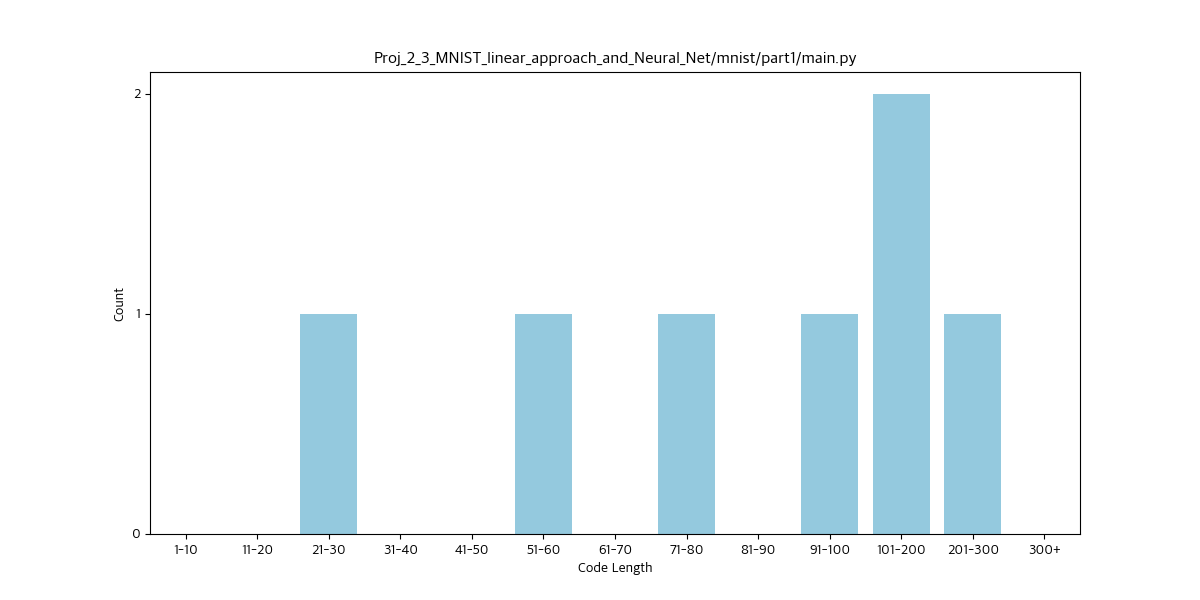 Proj_2_3_MNIST_linear_approach_and_Neural_Net/mnist/part1/main.py
2
1
0
Count
1-10 11-20 21-30 31-40 41-50 51-60 61-70 71-80 81-90 91-100 101-200 201-300 300+
Code Length